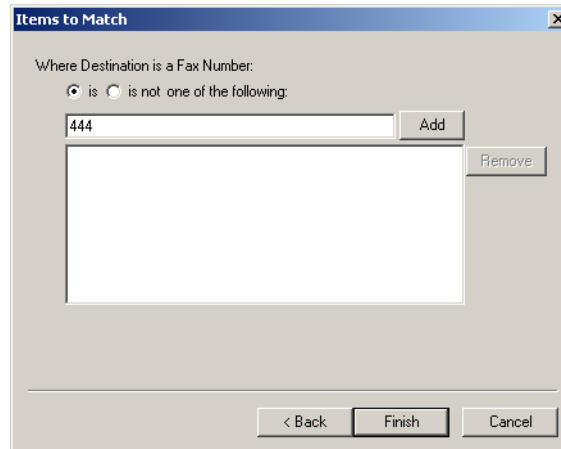 Items to Match
Where Destination is a Fax Number:
is is not one of the following:
444 Add
Remove
< Back Finish Cancel